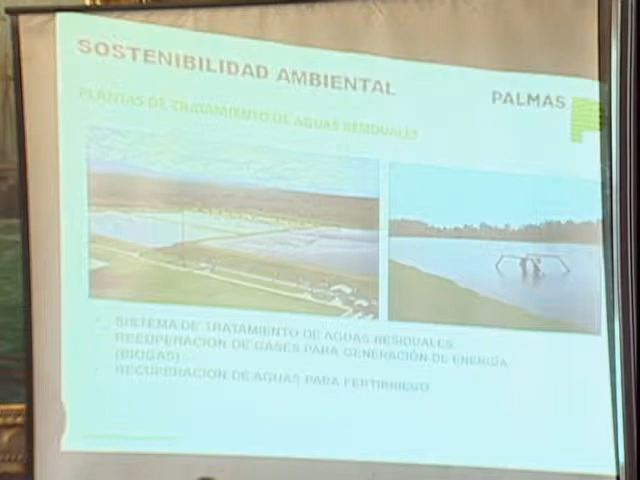 SOSTENIBILIDAD AMBIENTAL
PALMAS
PLANTAS DE TRATAMIENTO DE AGUAS RESIDUALES
SISTEMA DE TRATAMIENTO DE AGUAS RESIDUALES
RECUPERACION DE GASES PARA GENERACIÓN DE ENERGIA
(BIOGAS)
RECUPERACION DE AGUAS PARA FERTIRRIEGO